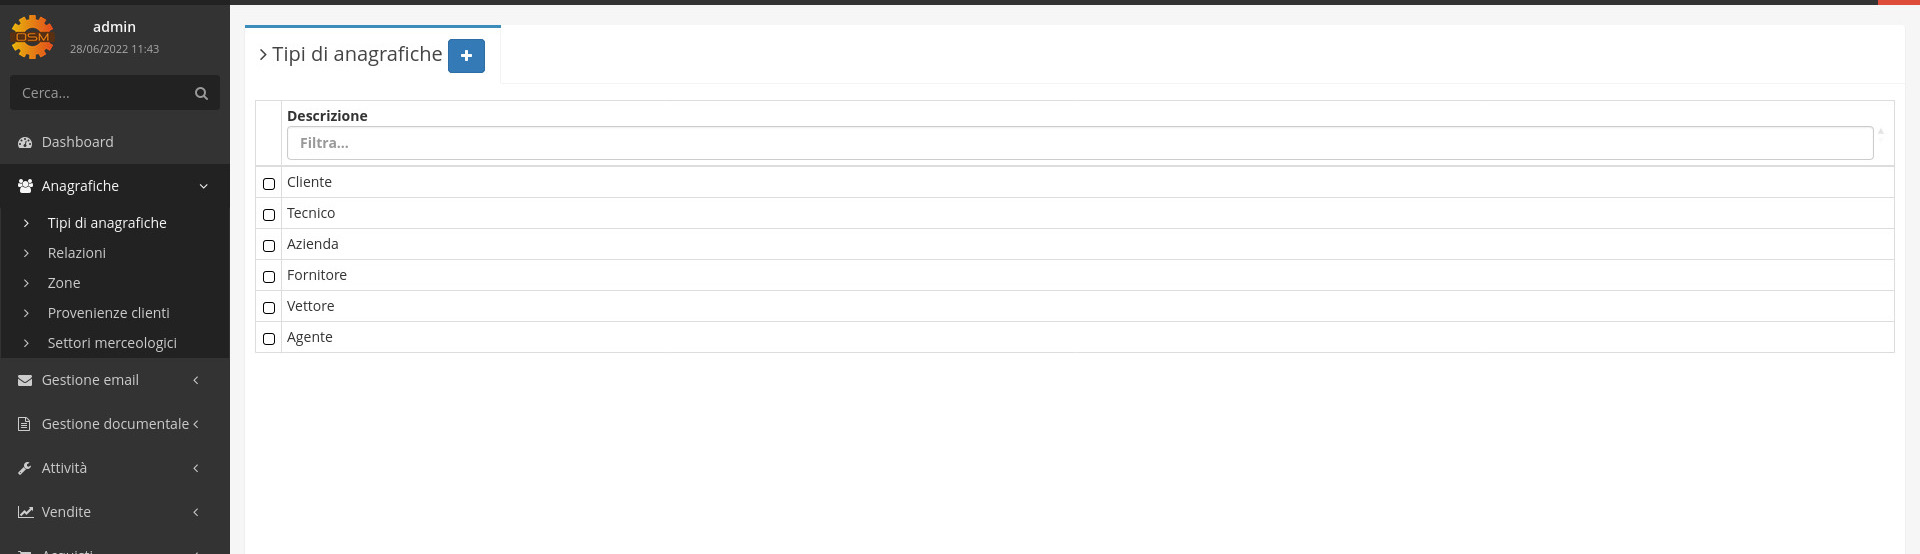 admin
28/06/2022 11:43
OSM
Cerca...
Dashboard
Anagrafiche
Tipi di anagrafiche
Relazioni
Zone
Provenienze clienti
Settori merceologici
Gestione email
Gestione documentale
Attività
Vendite
Acquisti
Tipi di anagrafiche
Descrizione
Filtra...
Cliente
Tecnico
Azienda
Fornitore
Vettore
Agente